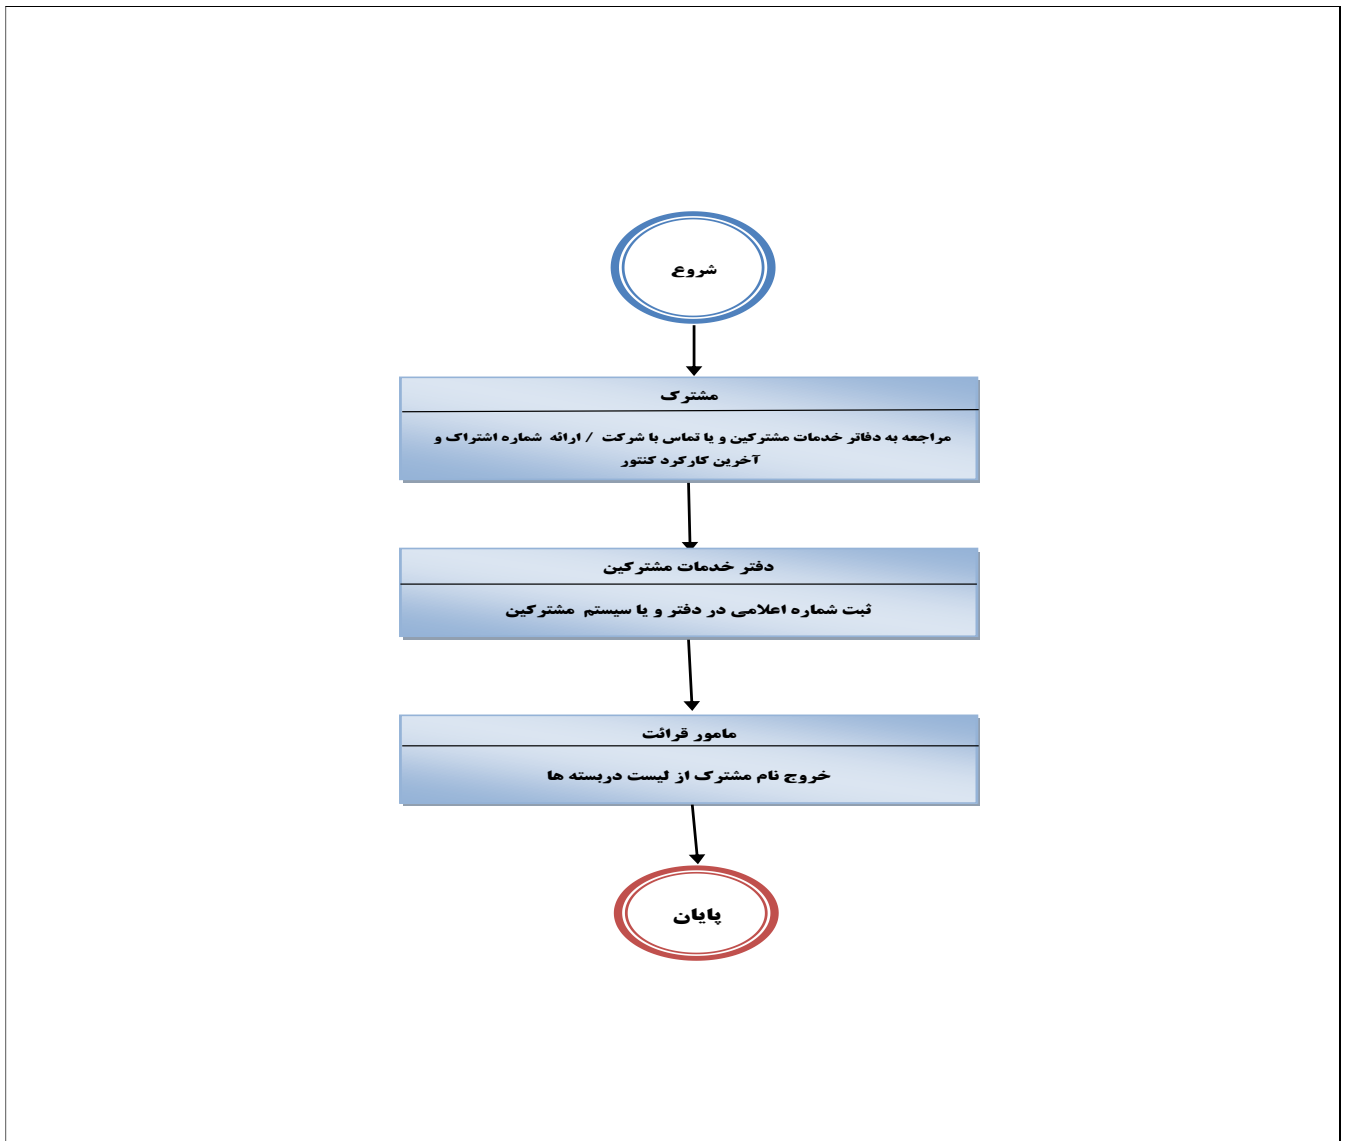 شروع
مشترک
مراجعه به دفاتر خدمات مشترکین و یا تماس با شرکت / ارائه شماره اشتراک و
آخرین کارکرد کنتور
دفتر خدمات مشترکین
ثبت شماره اعلامی در دفتر و یا سیستم مشترکین
مامور قرائت
خروج نام مشترک از لیست دربسته ها
پایان